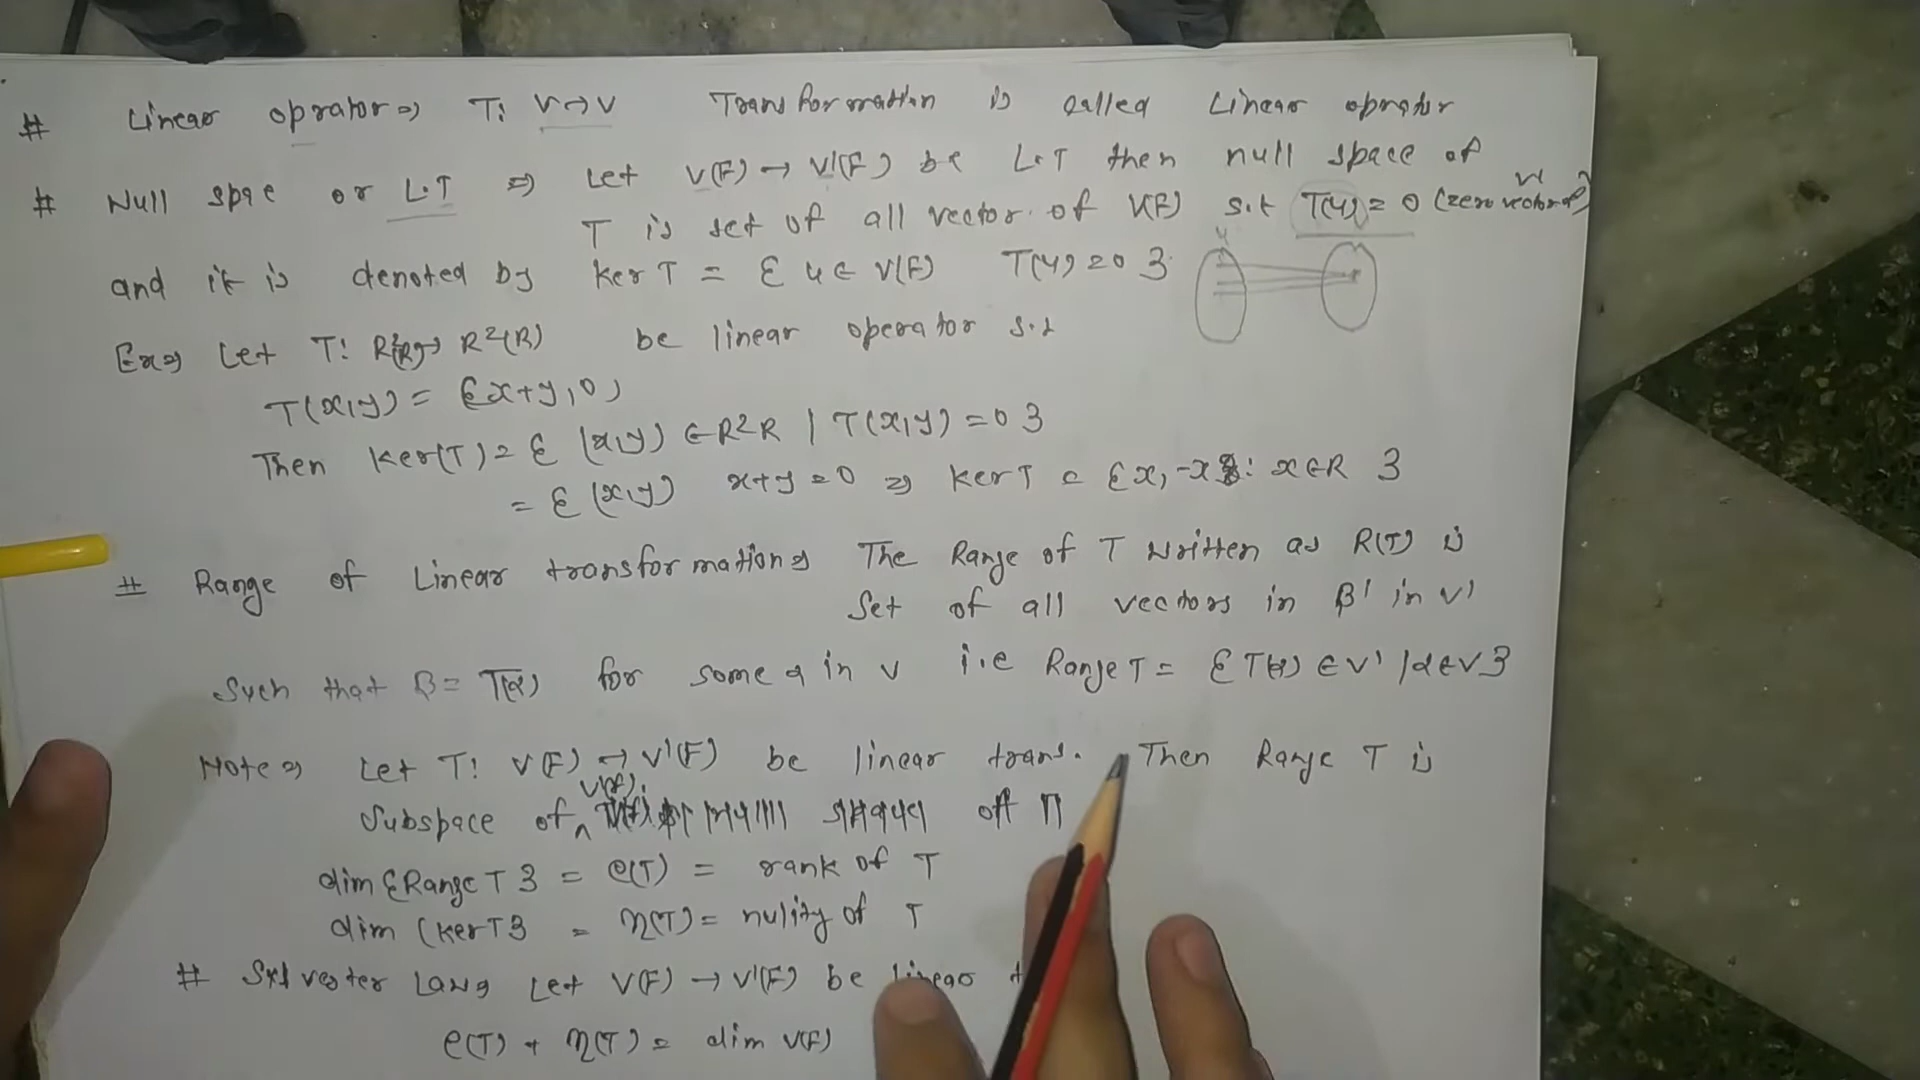 # Linear oprator ⇒ T: V→V Transformation is called Linear oprator
# Null spae or L.T ⇒ Let V(F) → V'(F) be L.T then null space of
T is set of all vector of V(F) s.t T(u) = 0 (zero vector of V')
and it is denoted by ker T = { u ∈ V(F) T(u) = 0 }
Ex ⇒ Let T: R²(R) → R²(R) be linear operator s.t
T(x,y) = (x+y,0)
Then Ker(T) = { (x,y) ∈ R²R | T(x,y) = 0 }
= { (x,y) x+y = 0 ⇒ ker T = {x, -x : x∈R }
# Range of Linear transformation ⇒ The Range of T written as R(T) is
Set of all vectors in β' in V'
Such that β = T(α) for some α in V i.e Range T = { T(α) ∈ V' / α ∈ V }
Note ⇒ Let T: V(F) → V'(F) be linear trans. Then Range T is
Subspace of V'(F).
dim {Range T } = ρ(T) = rank of T
dim (ker T } = η(T) = nulity of T
# Law ⇒ Let V(F) → V'(F) be linear
ρ(T) + η(T) = dim V(F)